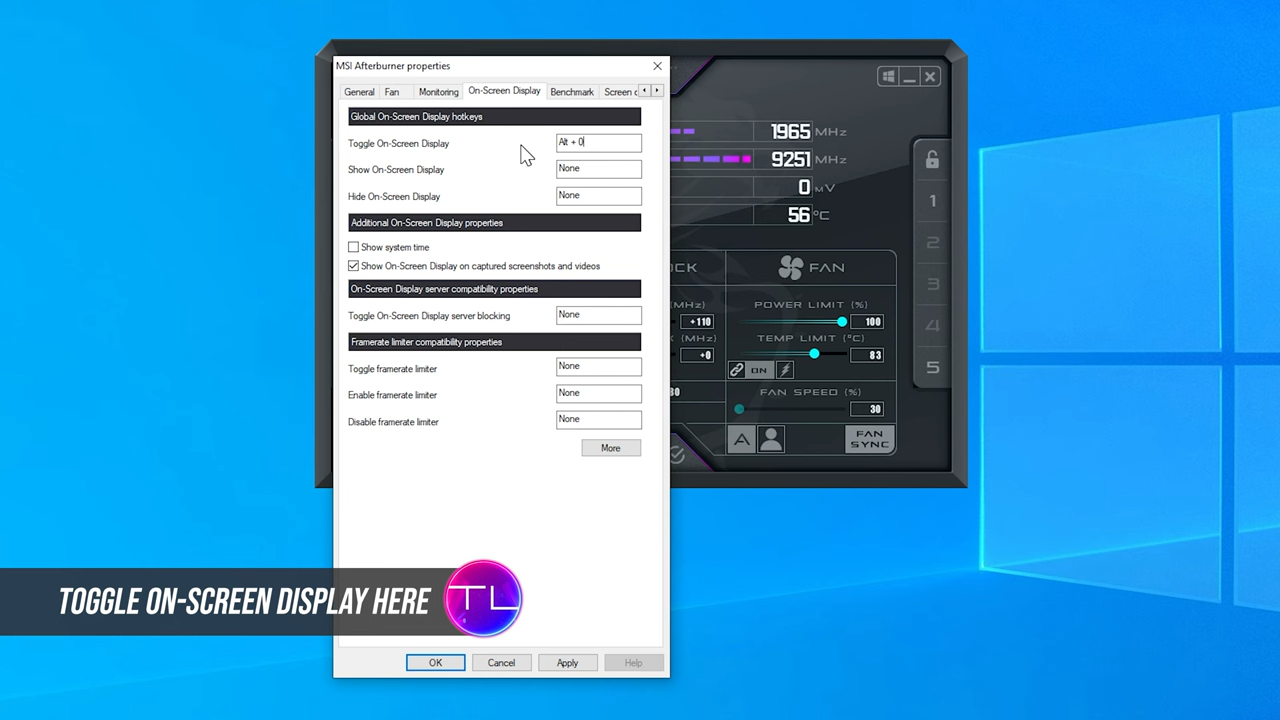 MSI Afterburner properties
General Fan Monitoring On-Screen Display Benchmark Screen c
Global On-Screen Display hotkeys
Toggle On-Screen Display Alt + 0
Show On-Screen Display None
Hide On-Screen Display None
Additional On-Screen Display properties
Show system time
Show On-Screen Display on captured screenshots and videos
On-Screen Display server compatibility properties
Toggle On-Screen Display server blocking None
Framerate limiter compatibility properties
Toggle framerate limiter None
Enable framerate limiter None
Disable framerate limiter None
More
OK Cancel Apply Help
1965 MHz
9251 MHz
0 mV
56 °C
OCK FAN
(MHz) POWER LIMIT (%)
+110 100
(MHz) TEMP LIMIT (°C)
+0 83
ON
FAN SPEED (%)
30
A FAN SYNC
1
2
3
4
5
TOGGLE ON-SCREEN DISPLAY HERE
TL